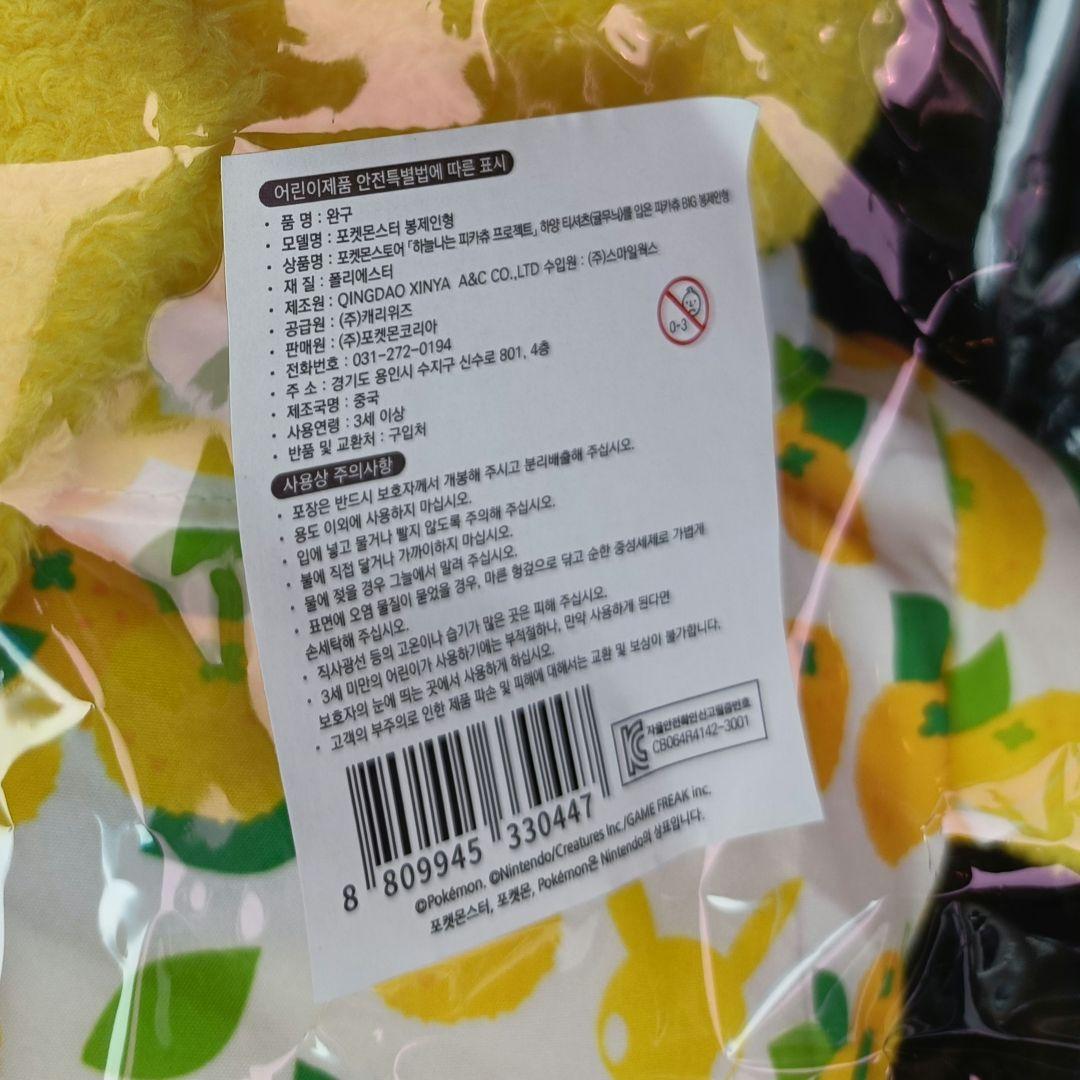 어린이제품 안전특별법에 따른 표시
• 품 명 : 완구
• 모델명 : 포켓몬스터 봉제인형
• 상품명 : 포켓몬스토어 「하늘나는 피카츄 프로젝트」 하얀 티셔츠(귤무늬)를 입은 피카츄 BIG 봉제인형
• 재 질 : 폴리에스터
• 제조원 : QINGDAO XINYA A&C CO.,LTD 수입원 : (주)스마일웍스
• 공급원 : (주)캐리위즈
• 판매원 : (주)포켓몬코리아
• 전화번호 : 031-272-0194
• 주 소 : 경기도 용인시 수지구 신수로 801, 4층
• 제조국명 : 중국
• 사용연령 : 3세 이상
• 반품 및 교환처 : 구입처
0-3
사용상 주의사항
• 포장은 반드시 보호자께서 개봉해 주시고 분리배출해 주십시오.
• 용도 이외에 사용하지 마십시오.
• 입에 넣고 물거나 빨지 않도록 주의해 주십시오.
• 불에 직접 닿거나 가까이하지 마십시오.
• 물에 젖을 경우 그늘에서 말려 주십시오.
• 표면에 오염 물질이 묻었을 경우, 마른 헝겊으로 닦고 순한 중성세제로 가볍게
손세탁해 주십시오.
• 직사광선 등의 고온이나 습기가 많은 곳은 피해 주십시오.
• 3세 미만의 어린이가 사용하기에는 부적절하나, 만약 사용하게 된다면
보호자의 눈에 띄는 곳에서 사용하게 하십시오.
• 고객의 부주의로 인한 제품 파손 및 피해에 대해서는 교환 및 보상이 불가합니다.
자율안전확인신고필증번호
CB064R4142-3001
8 809945 330447
©Pokémon. ©Nintendo/Creatures Inc./GAME FREAK inc.
포켓몬스터, 포켓몬, Pokémon은 Nintendo의 상표입니다.